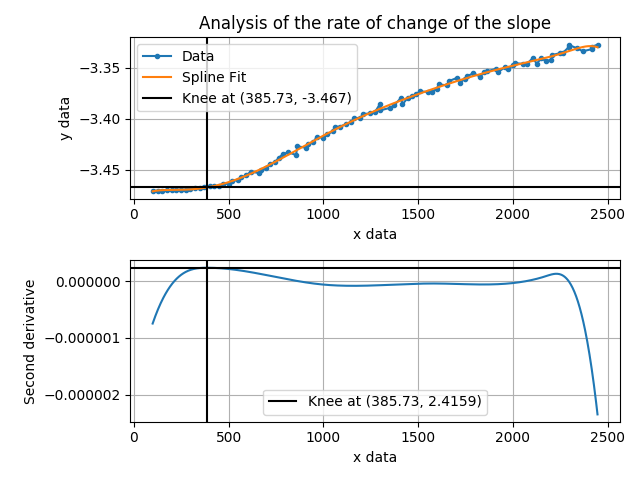 Analysis of the rate of change of the slope
Data
Spline Fit
Knee at (385.73, -3.467)
y data
−3.35
−3.40
−3.45
0 500 1000 1500 2000 2500
x data
Second derivative
0.000000
−0.000001
−0.000002
Knee at (385.73, 2.4159)
0 500 1000 1500 2000 2500
x data